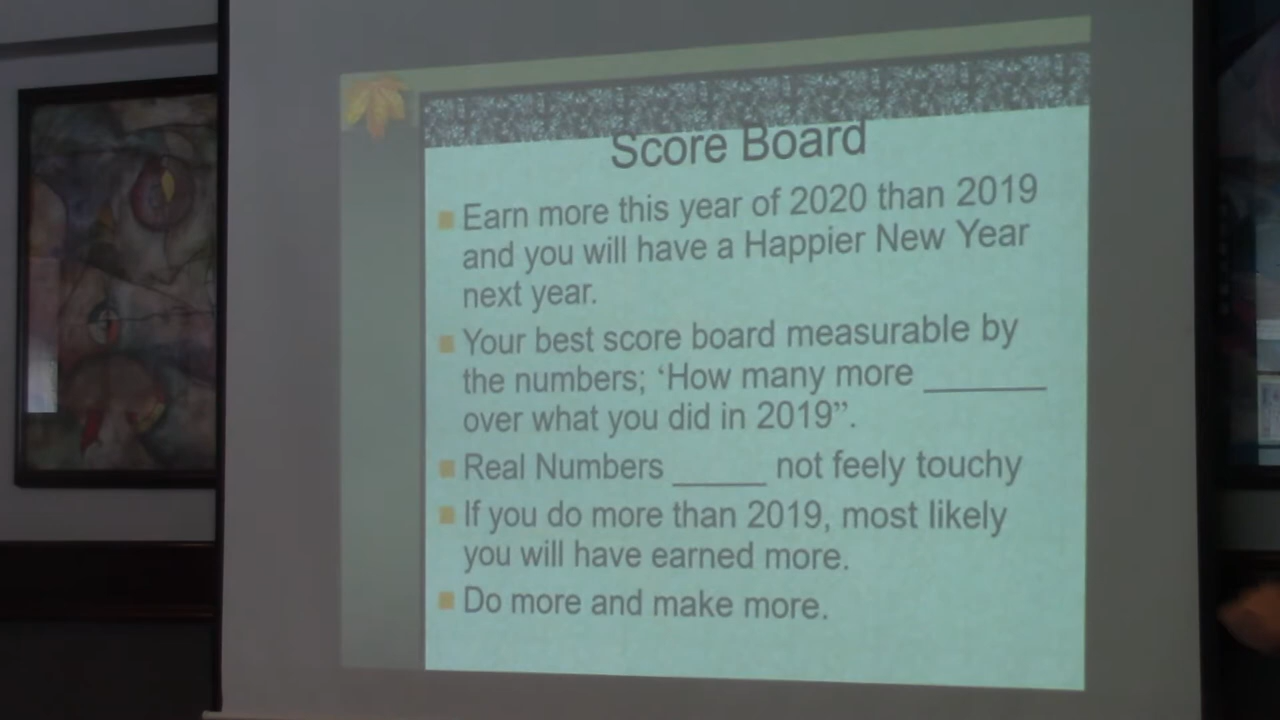 Score Board
Earn more this year of 2020 than 2019
and you will have a Happier New Year
next year.
Your best score board measurable by
the numbers; ‘How many more _______
over what you did in 2019”.
Real Numbers _____ not feely touchy
If you do more than 2019, most likely
you will have earned more.
Do more and make more.